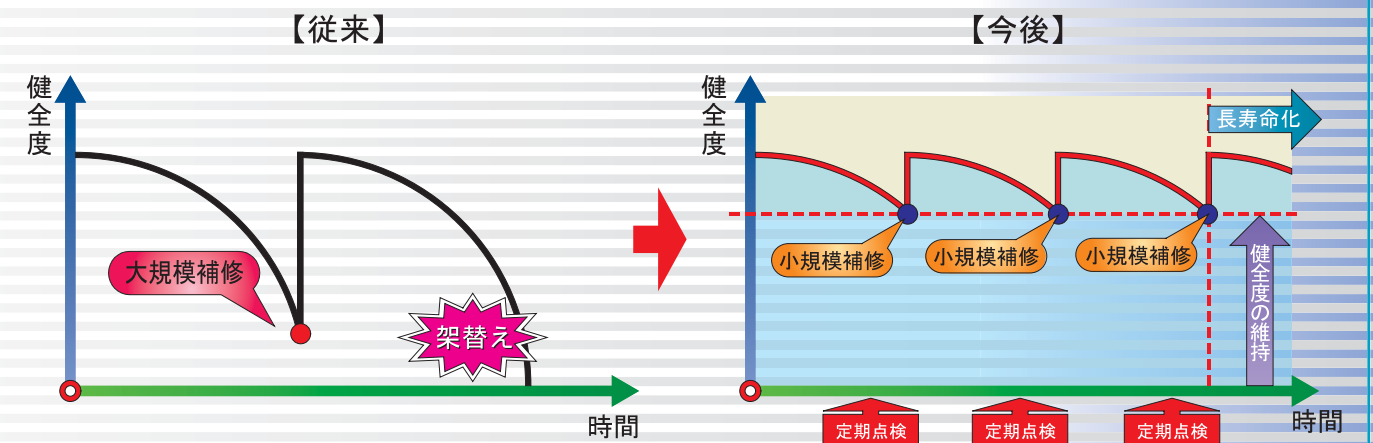 【従来】
健全度
大規模補修
架替え
時間
【今後】
健全度
長寿命化
小規模補修
小規模補修
小規模補修
健全度の維持
定期点検
定期点検
定期点検
時間